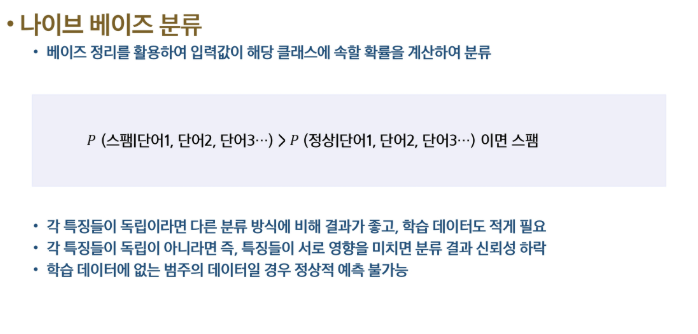 • 나이브 베이즈 분류
• 베이즈 정리를 활용하여 입력값이 해당 클래스에 속할 확률을 계산하여 분류
P (스팸|단어1, 단어2, 단어3…) > P (정상|단어1, 단어2, 단어3…) 이면 스팸
• 각 특징들이 독립이라면 다른 분류 방식에 비해 결과가 좋고, 학습 데이터도 적게 필요
• 각 특징들이 독립이 아니라면 즉, 특징들이 서로 영향을 미치면 분류 결과 신뢰성 하락
• 학습 데이터에 없는 범주의 데이터일 경우 정상적 예측 불가능